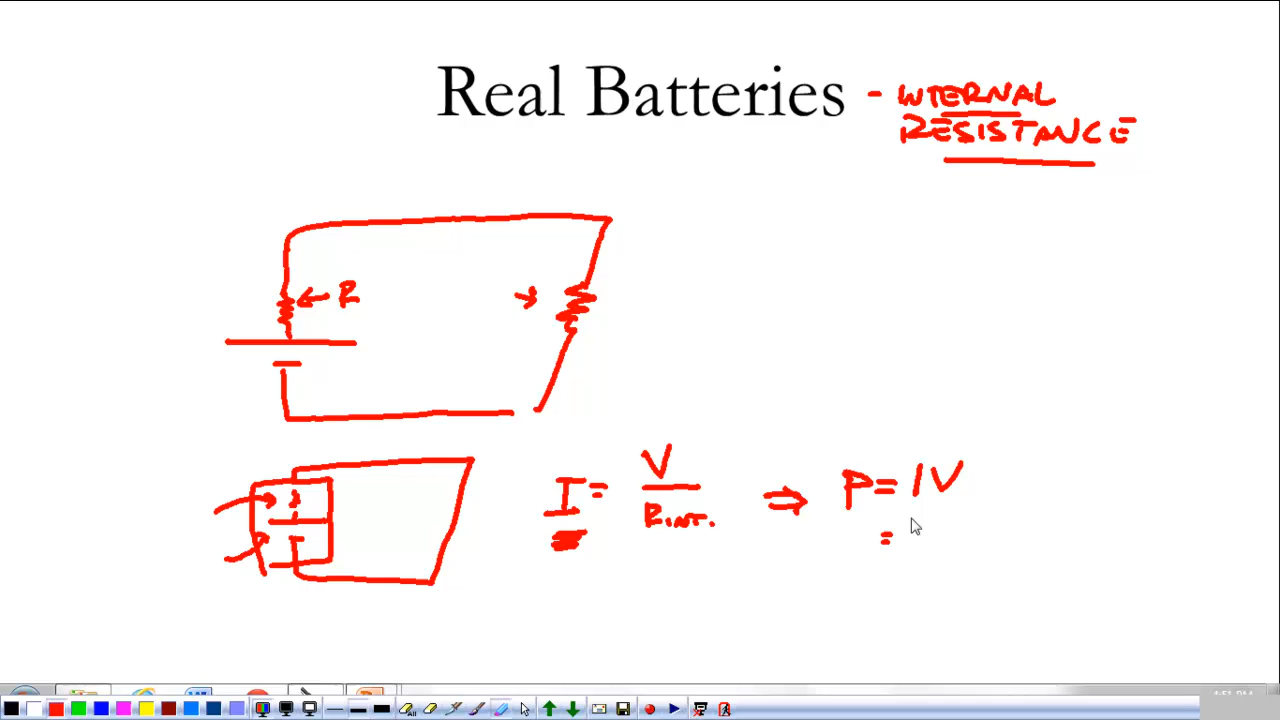 Real Batteries - INTERNAL
RESISTANCE
R
I = V / R INT. ⇒ P = IV
=